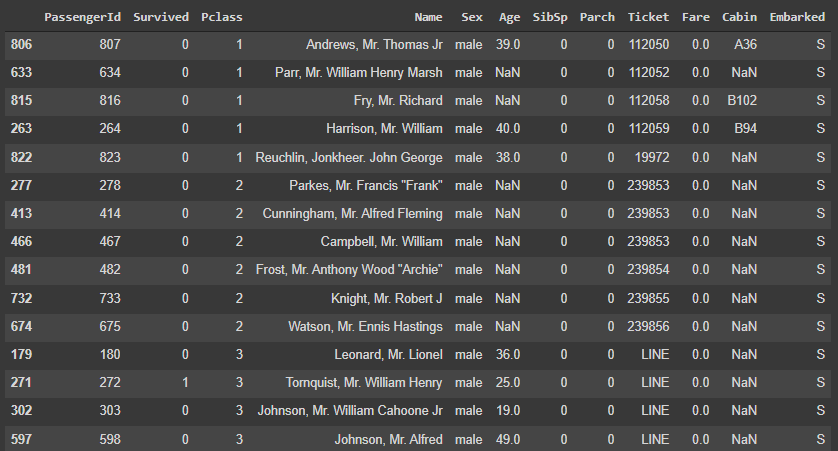 PassengerId Survived Pclass Name Sex Age SibSp Parch Ticket Fare Cabin Embarked
806 807 0 1 Andrews, Mr. Thomas Jr male 39.0 0 0 112050 0.0 A36 S
633 634 0 1 Parr, Mr. William Henry Marsh male NaN 0 0 112052 0.0 NaN S
815 816 0 1 Fry, Mr. Richard male NaN 0 0 112058 0.0 B102 S
263 264 0 1 Harrison, Mr. William male 40.0 0 0 112059 0.0 B94 S
822 823 0 1 Reuchlin, Jonkheer. John George male 38.0 0 0 19972 0.0 NaN S
277 278 0 2 Parkes, Mr. Francis "Frank" male NaN 0 0 239853 0.0 NaN S
413 414 0 2 Cunningham, Mr. Alfred Fleming male NaN 0 0 239853 0.0 NaN S
466 467 0 2 Campbell, Mr. William male NaN 0 0 239853 0.0 NaN S
481 482 0 2 Frost, Mr. Anthony Wood "Archie" male NaN 0 0 239854 0.0 NaN S
732 733 0 2 Knight, Mr. Robert J male NaN 0 0 239855 0.0 NaN S
674 675 0 2 Watson, Mr. Ennis Hastings male NaN 0 0 239856 0.0 NaN S
179 180 0 3 Leonard, Mr. Lionel male 36.0 0 0 LINE 0.0 NaN S
271 272 1 3 Tornquist, Mr. William Henry male 25.0 0 0 LINE 0.0 NaN S
302 303 0 3 Johnson, Mr. William Cahoone Jr male 19.0 0 0 LINE 0.0 NaN S
597 598 0 3 Johnson, Mr. Alfred male 49.0 0 0 LINE 0.0 NaN S